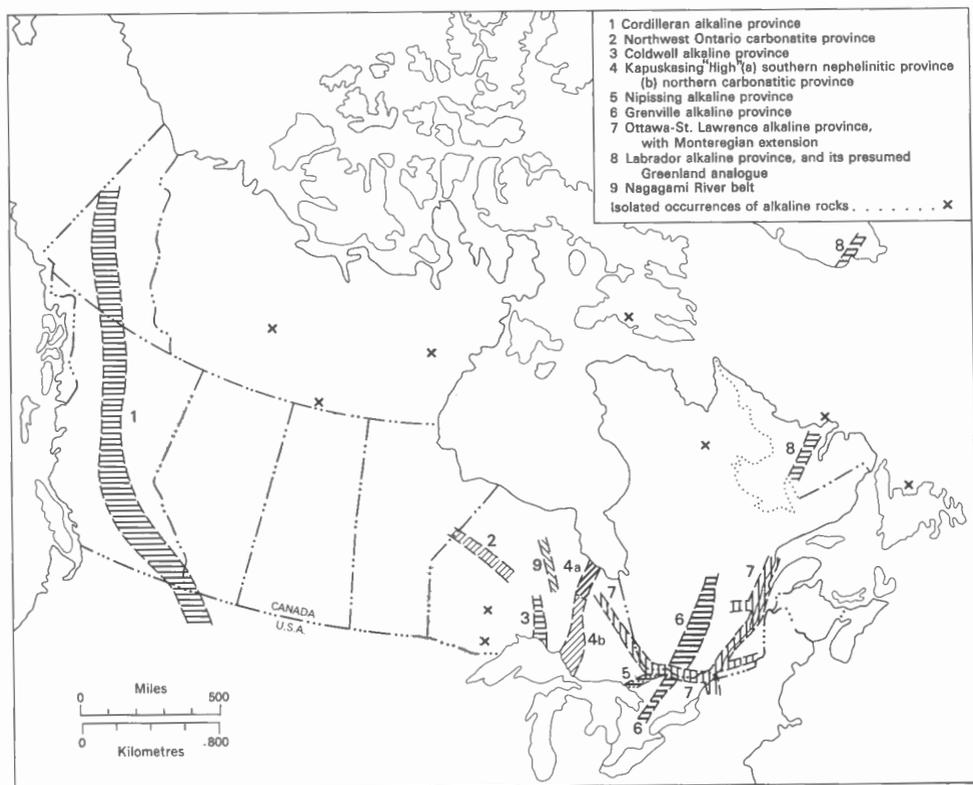 1 Cordilleran alkaline province
2 Northwest Ontario carbonatite province
3 Coldwell alkaline province
4 Kapuskasing "High" (a) southern nephelinitic province
(b) northern carbonatitic province
5 Nipissing alkaline province
6 Grenville alkaline province
7 Ottawa-St. Lawrence alkaline province,
with Monteregian extension
8 Labrador alkaline province, and its presumed
Greenland analogue
9 Nagagami River belt
Isolated occurrences of alkaline rocks . . . . . . . x
8
1
8
2
9
4a
7
7
3
4b
6
5
7
6
CANADA
U.S.A.
Miles
0 500
0 800
Kilometres